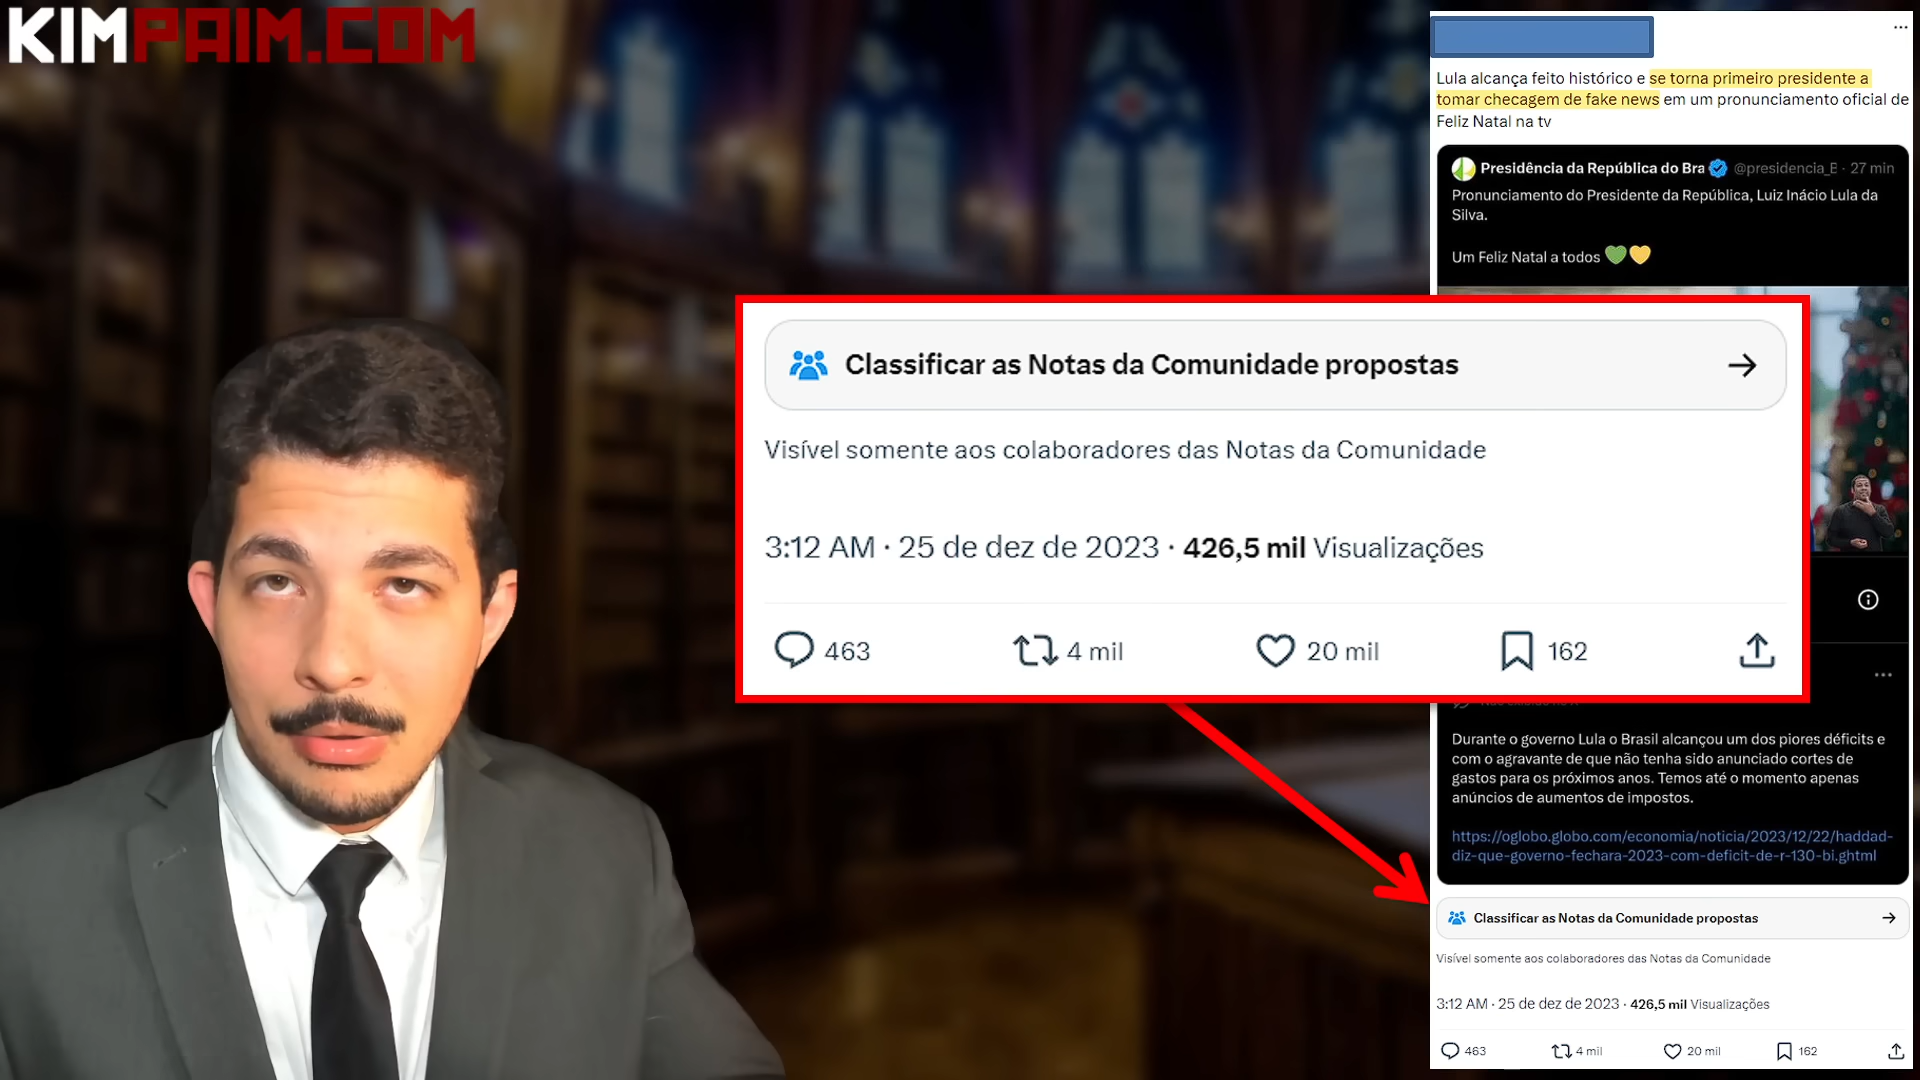 KIMPAIM.COM
Lula alcança feito histórico e se torna primeiro presidente a
tomar checagem de fake news em um pronunciamento oficial de
Feliz Natal na tv
Presidência da República do Bra @presidencia_E · 27 min
Pronunciamento do Presidente da República, Luiz Inácio Lula da
Silva.
Um Feliz Natal a todos 💚💛
Classificar as Notas da Comunidade propostas
Visível somente aos colaboradores das Notas da Comunidade
3:12 AM · 25 de dez de 2023 · 426,5 mil Visualizações
463 4 mil 20 mil 162
Durante o governo Lula o Brasil alcançou um dos piores déficits e
com o agravante de que não tenha sido anunciado cortes de
gastos para os próximos anos. Temos até o momento apenas
anúncios de aumentos de impostos.
https://oglobo.globo.com/economia/noticia/2023/12/22/haddad-
diz-que-governo-fechara-2023-com-deficit-de-r-130-bi.ghtml
Classificar as Notas da Comunidade propostas
Visível somente aos colaboradores das Notas da Comunidade
3:12 AM · 25 de dez de 2023 · 426,5 mil Visualizações
463 4 mil 20 mil 162